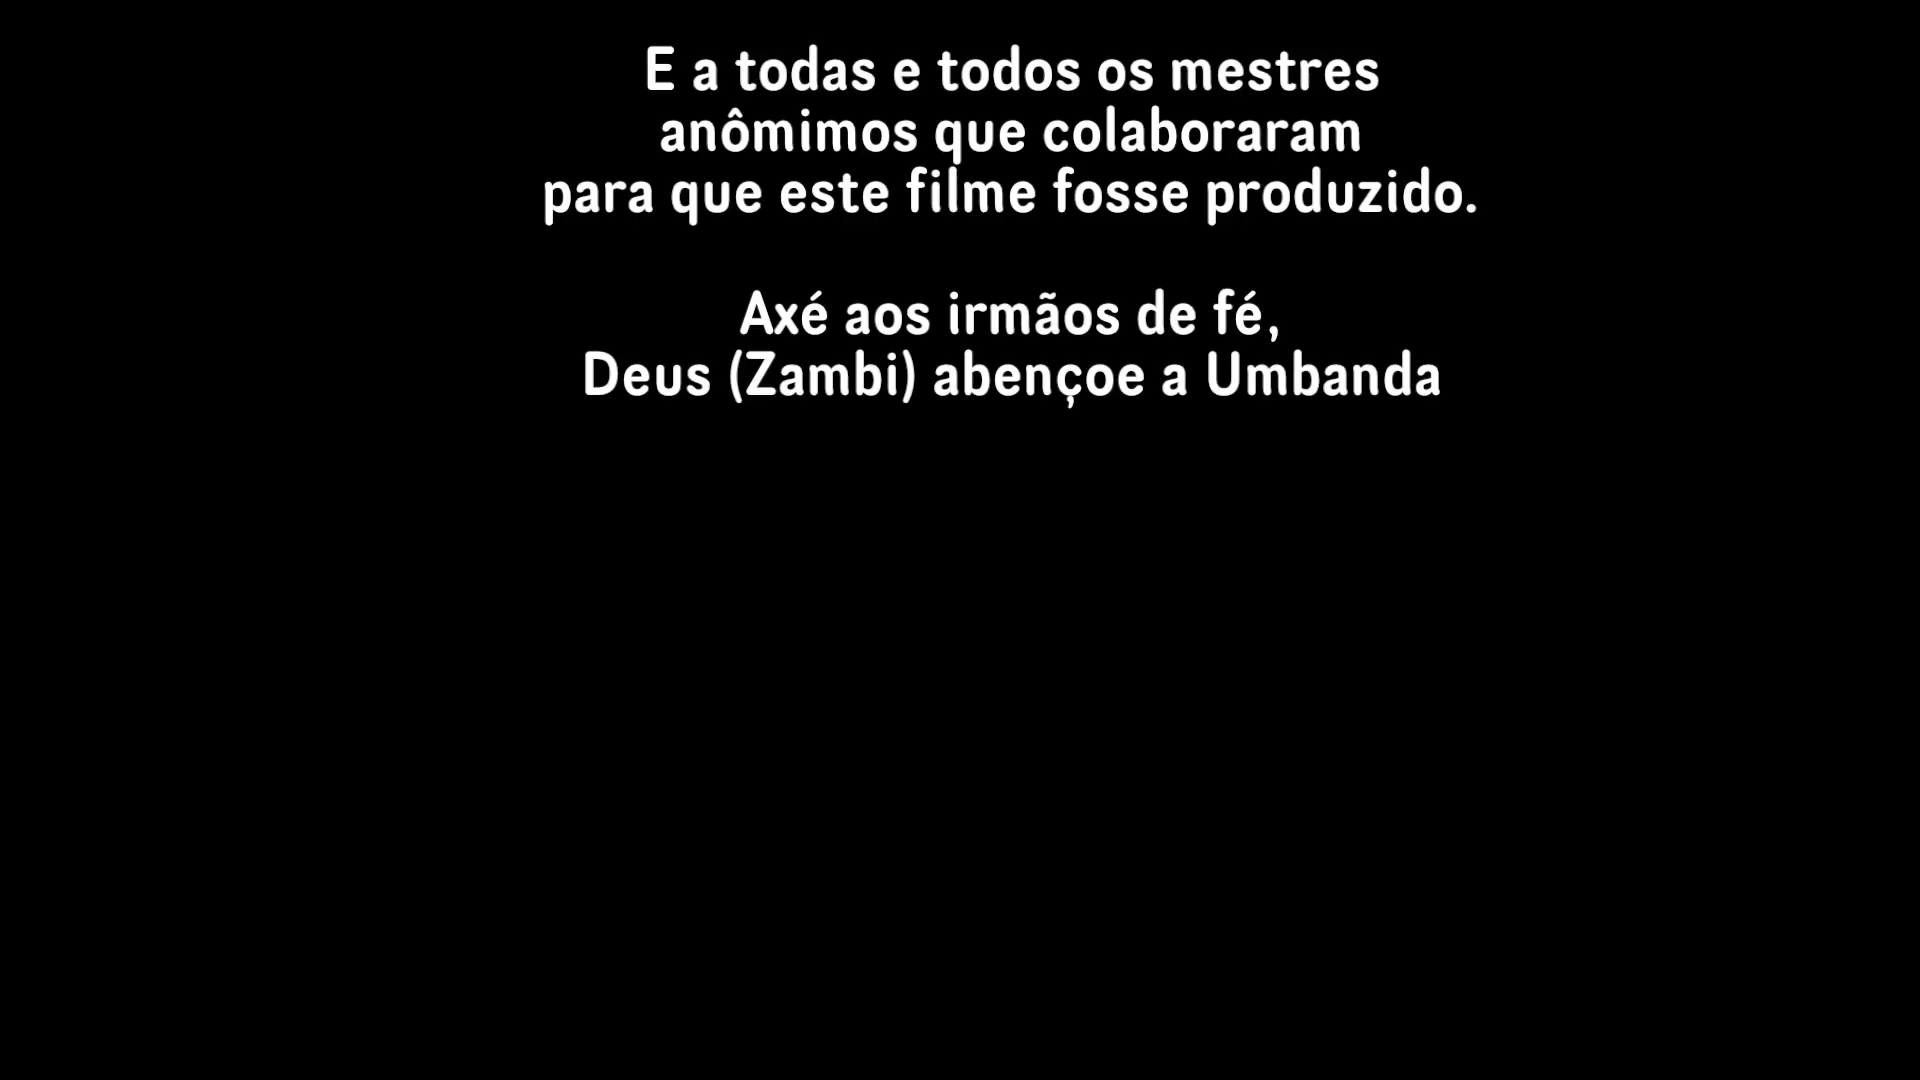 E a todas e todos os mestres
anômimos que colaboraram
para que este filme fosse produzido.
Axé aos irmãos de fé,
Deus (Zambi) abençoe a Umbanda